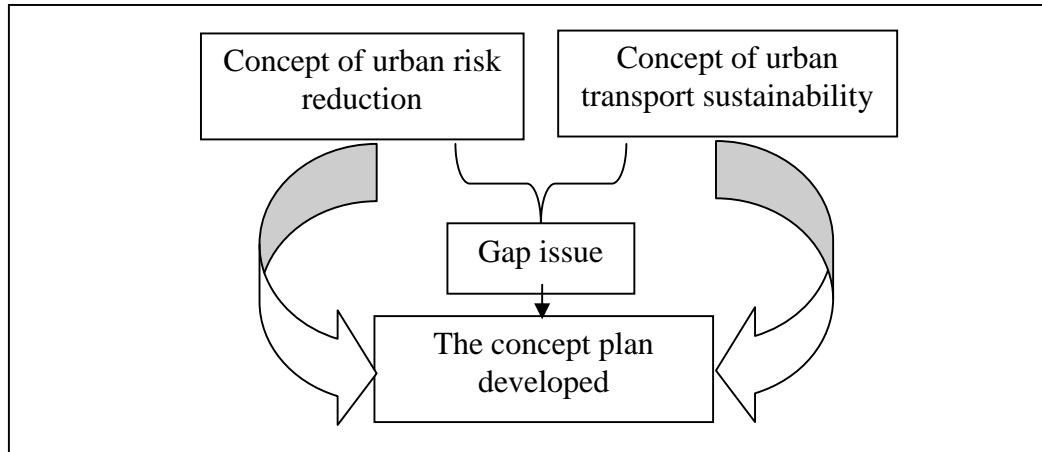 Concept of urban risk
reduction
Concept of urban
transport sustainability
Gap issue
The concept plan
developed